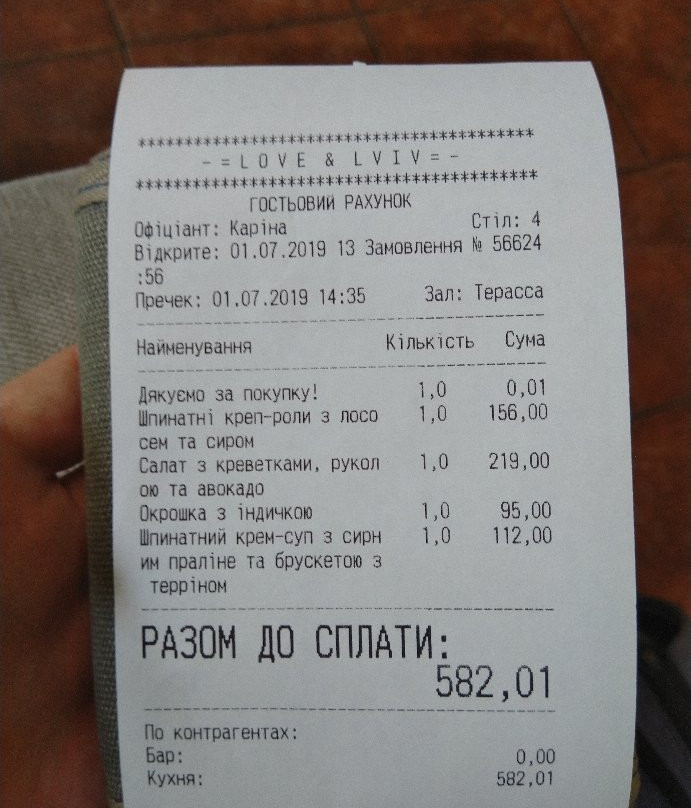 ******************************************
-=LOVE & LVIV=-
******************************************
ГОСТЬОВИЙ РАХУНОК
Офіціант: Каріна Стіл: 4
Відкрите: 01.07.2019 13 Замовлення № 56624
:56
Пречек: 01.07.2019 14:35 Зал: Терасса
Найменування Кількість Сума
Дякуємо за покупку! 1,0 0,01
Шпинатні креп-роли з лосо 1,0 156,00
сем та сиром
Салат з креветками, рукол 1,0 219,00
ою та авокадо
Окрошка з індичкою 1,0 95,00
Шпинатний крем-суп з сирн 1,0 112,00
им праліне та брускетою з
терріном
РАЗОМ ДО СПЛАТИ:
582,01
По контрагентах:
Бар: 0,00
Кухня: 582,01